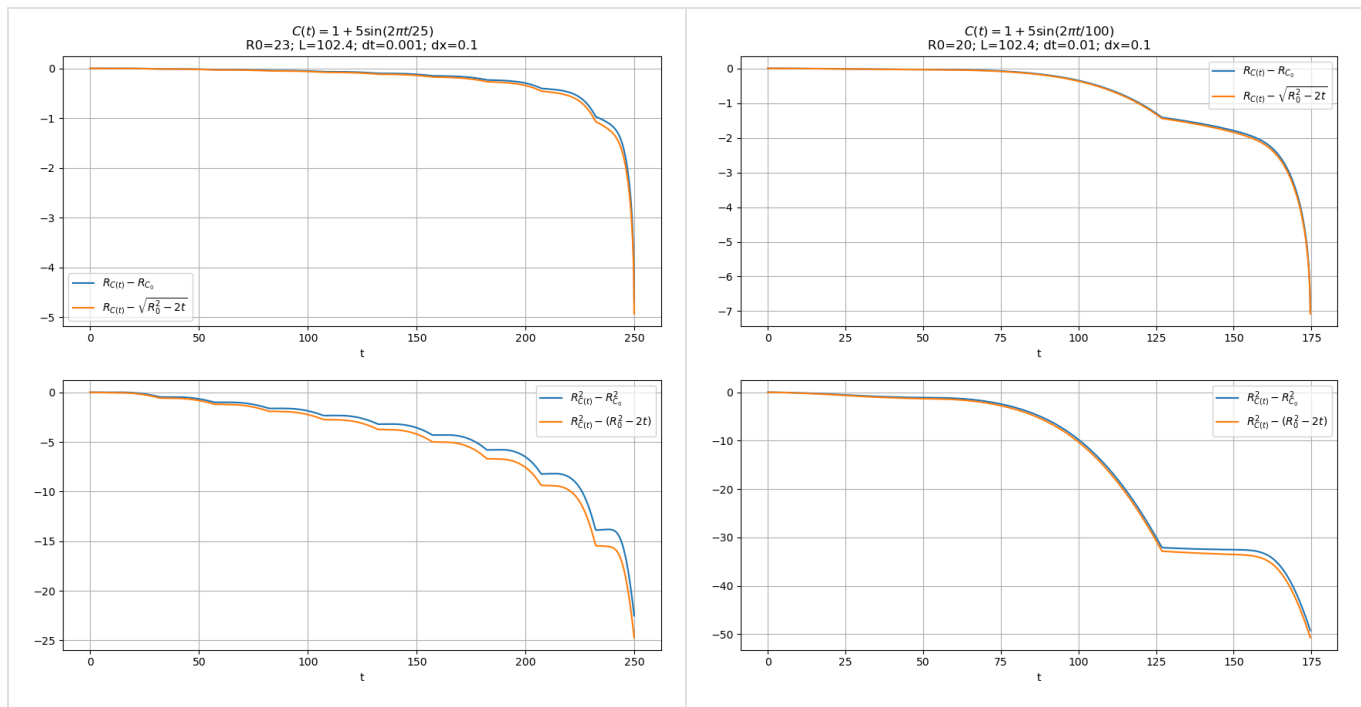 C(t) = 1 + 5sin(2πt/25)
R0=23; L=102.4; dt=0.001; dx=0.1
0
−1
−2
−3
−4
−5
R_{C(t)} − R_{C_0}
R_{C(t)} − √(R_0^2 − 2t)
0 50 100 150 200 250
t
0
−5
−10
−15
−20
−25
R^2_{C(t)} − R^2_{C_0}
R^2_{C(t)} − (R_0^2 − 2t)
0 50 100 150 200 250
t
C(t) = 1 + 5sin(2πt/100)
R0=20; L=102.4; dt=0.01; dx=0.1
0
−1
−2
−3
−4
−5
−6
−7
R_{C(t)} − R_{C_0}
R_{C(t)} − √(R_0^2 − 2t)
0 25 50 75 100 125 150 175
t
0
−10
−20
−30
−40
−50
R^2_{C(t)} − R^2_{C_0}
R^2_{C(t)} − (R_0^2 − 2t)
0 25 50 75 100 125 150 175
t